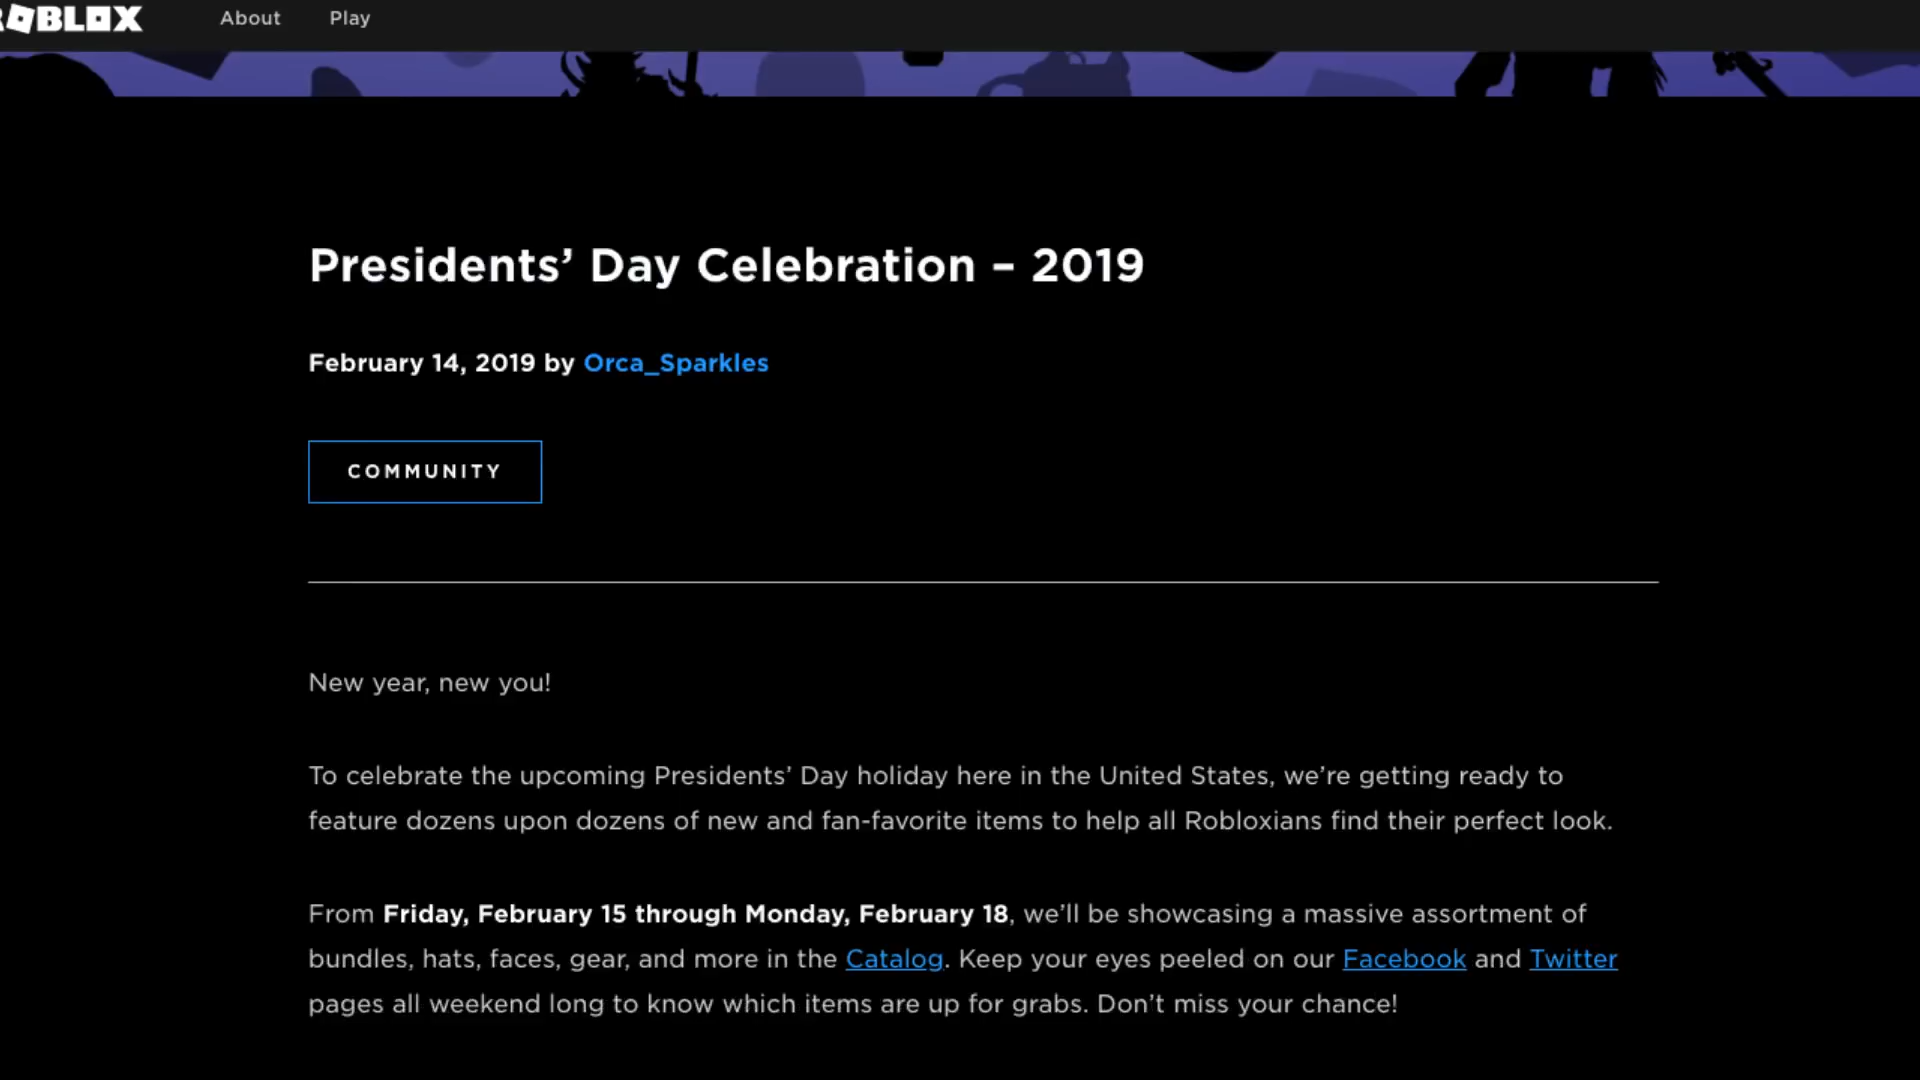 ROBLOX About Play
Presidents’ Day Celebration – 2019
February 14, 2019 by Orca_Sparkles
COMMUNITY
New year, new you!
To celebrate the upcoming Presidents’ Day holiday here in the United States, we’re getting ready to
feature dozens upon dozens of new and fan-favorite items to help all Robloxians find their perfect look.
From Friday, February 15 through Monday, February 18, we’ll be showcasing a massive assortment of
bundles, hats, faces, gear, and more in the Catalog. Keep your eyes peeled on our Facebook and Twitter
pages all weekend long to know which items are up for grabs. Don’t miss your chance!